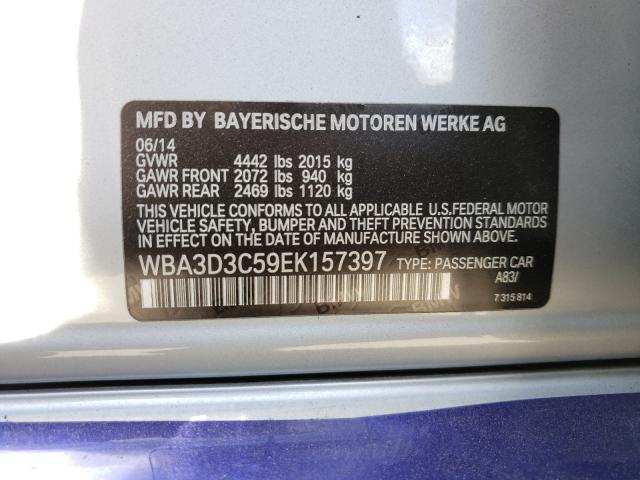 MFD BY BAYERISCHE MOTOREN WERKE AG
06/14
GVWR 4442 lbs 2015 kg
GAWR FRONT 2072 lbs 940 kg
GAWR REAR 2469 lbs 1120 kg
THIS VEHICLE CONFORMS TO ALL APPLICABLE U.S.FEDERAL MOTOR
VEHICLE SAFETY, BUMPER AND THEFT PREVENTION STANDARDS
IN EFFECT ON THE DATE OF MANUFACTURE SHOWN ABOVE.
WBA3D3C59EK157397 TYPE: PASSENGER CAR
A83/
7 315 814